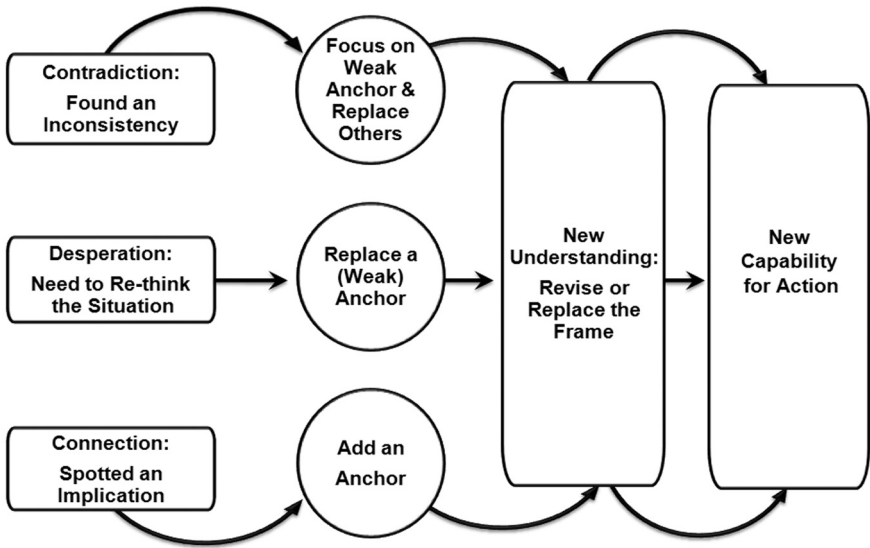 Contradiction:
Found an
Inconsistency
Focus on
Weak
Anchor &
Replace
Others
Desperation:
Need to Re-think
the Situation
Replace a
(Weak)
Anchor
Connection:
Spotted an
Implication
Add an
Anchor
New
Understanding:
Revise or
Replace the
Frame
New
Capability
for Action